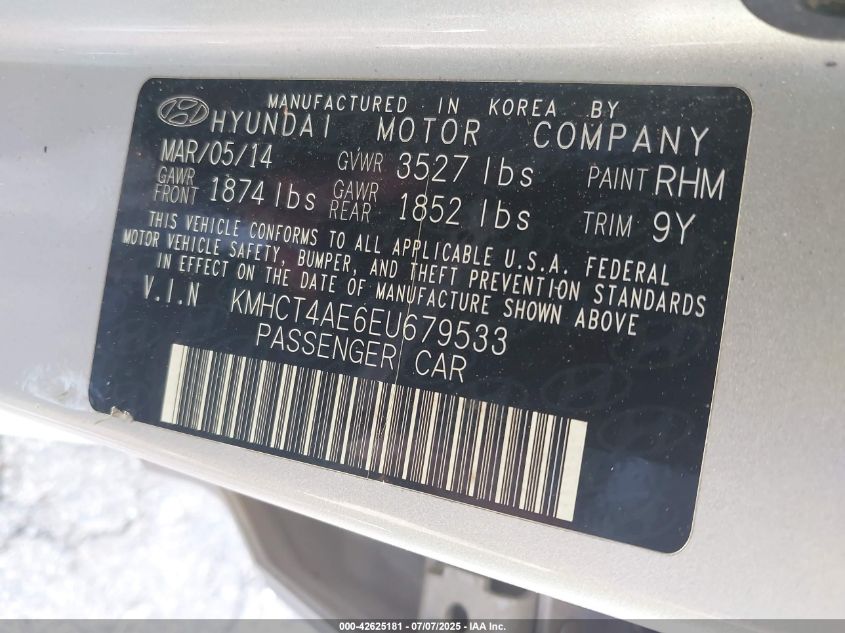 MANUFACTURED IN KOREA BY
HYUNDAI MOTOR COMPANY
MAR/05/14 GVWR 3527 lbs PAINT RHM
GAWR FRONT 1874 lbs GAWR REAR 1852 lbs TRIM 9Y
THIS VEHICLE CONFORMS TO ALL APPLICABLE U.S.A. FEDERAL
MOTOR VEHICLE SAFETY, BUMPER, AND THEFT PREVENTION STANDARDS
IN EFFECT ON THE DATE OF MANUFACTURE SHOWN ABOVE
V.I.N KMHCT4AE6EU679533
PASSENGER CAR
000-42625181 - 07/07/2025 - IAA Inc.